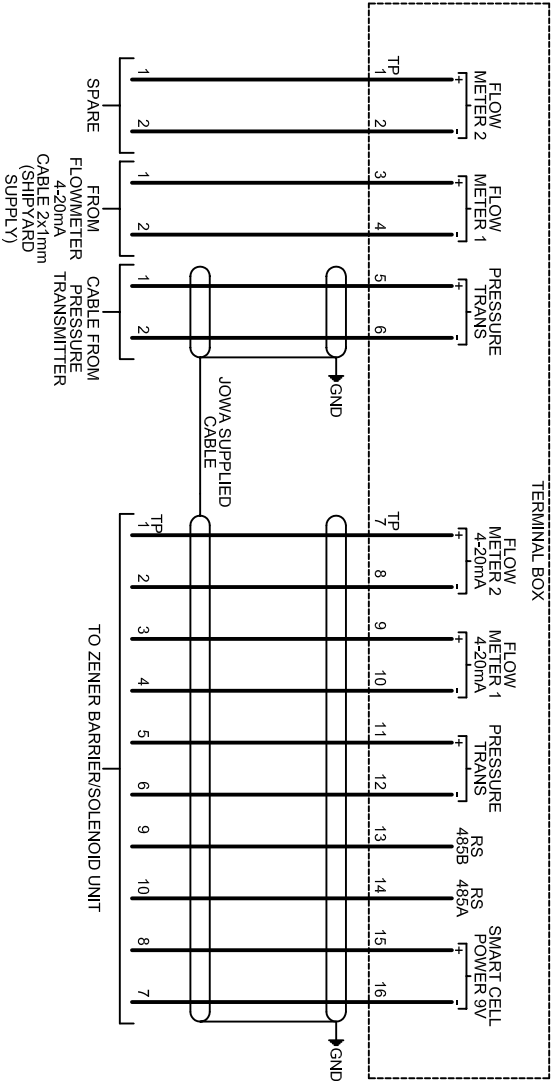 TERMINAL BOX
FLOW
METER 2
+
-
FLOW
METER 1
+
-
PRESSURE
TRANS
+
-
FLOW
METER 2
4-20mA
+
-
FLOW
METER 1
4-20mA
+
-
PRESSURE
TRANS
+
-
RS
485B
RS
485A
SMART CELL
POWER 9V
+
-
TP
1
2
3
4
5
6
TP
7
8
9
10
11
12
13
14
15
16
GND
GND
JOWA SUPPLIED
CABLE
1
2
1
2
1
2
TP
1
2
3
4
5
6
9
10
8
7
SPARE
FROM
FLOWMETER
4-20mA
CABLE 2x1mm
(SHIPYARD
SUPPLY)
CABLE FROM
PRESSURE
TRANSMITTER
TO ZENER BARRIER/SOLENOID UNIT